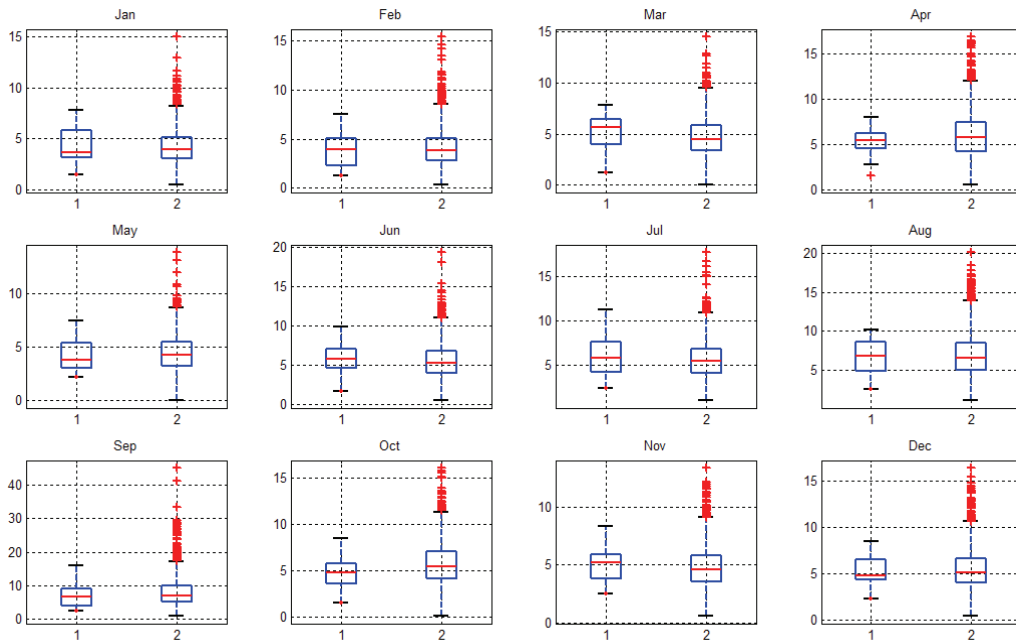 Jan Feb Mar Apr
15 15 15 15
10 10 10 10
5 5 5 5
0 0 0 0
1 2 1 2 1 2 1 2
May Jun Jul Aug
10 20 15 20
5 15 10 15
0 10 5 10
5 5
0
1 2 1 2 1 2 1 2
Sep Oct Nov Dec
40 15 10 15
30 10 5 10
20 5 0 5
10 0 0
0
1 2 1 2 1 2 1 2